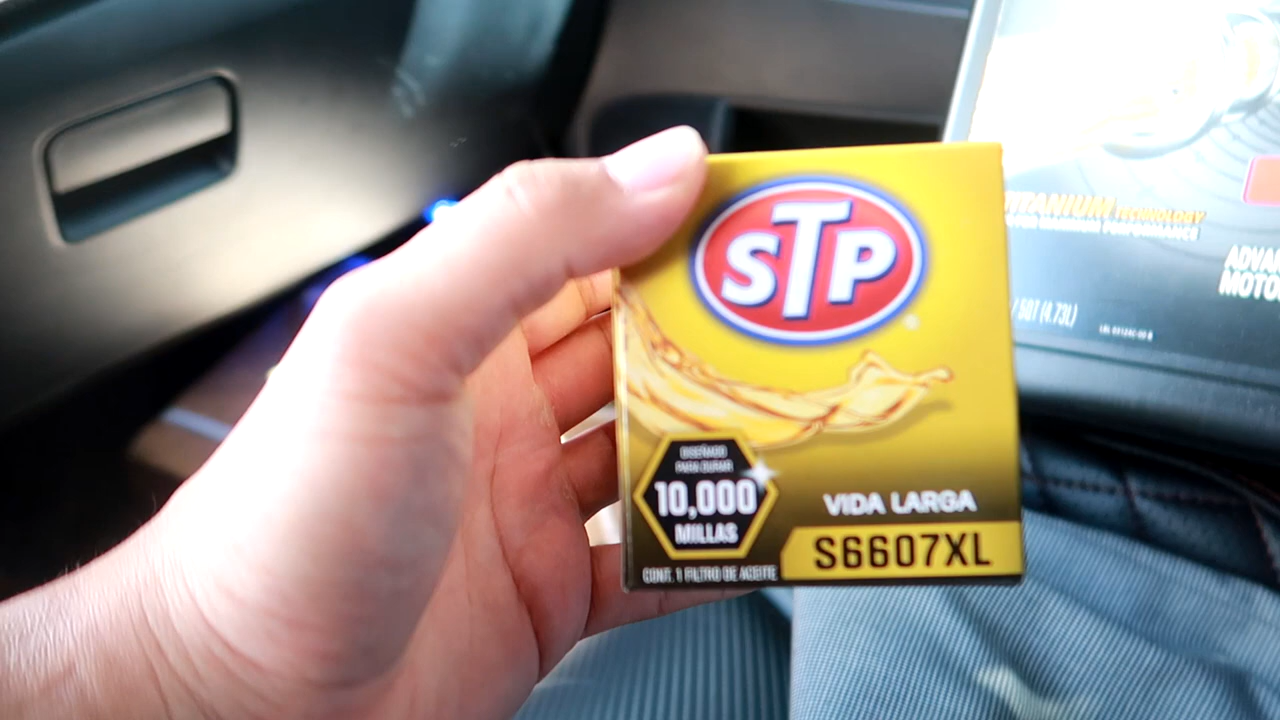 STP
DISEÑADO
PARA DURAR
10,000
MILLAS
VIDA LARGA
S6607XL
CONT. 1 FILTRO DE ACEITE
TITANIUM TECHNOLOGY
5QT (4.73L)